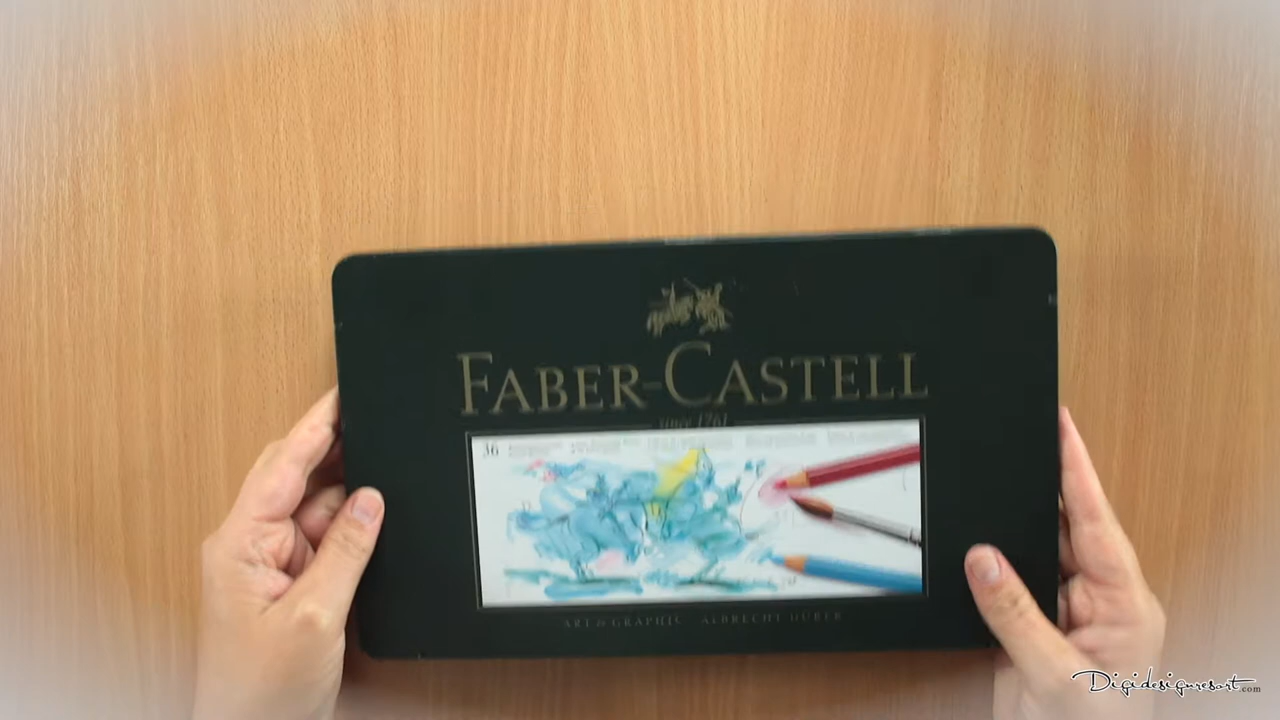 FABER-CASTELL
since 1761
36
ART & GRAPHIC ALBRECHT DÜRER
Digidesignresort.com